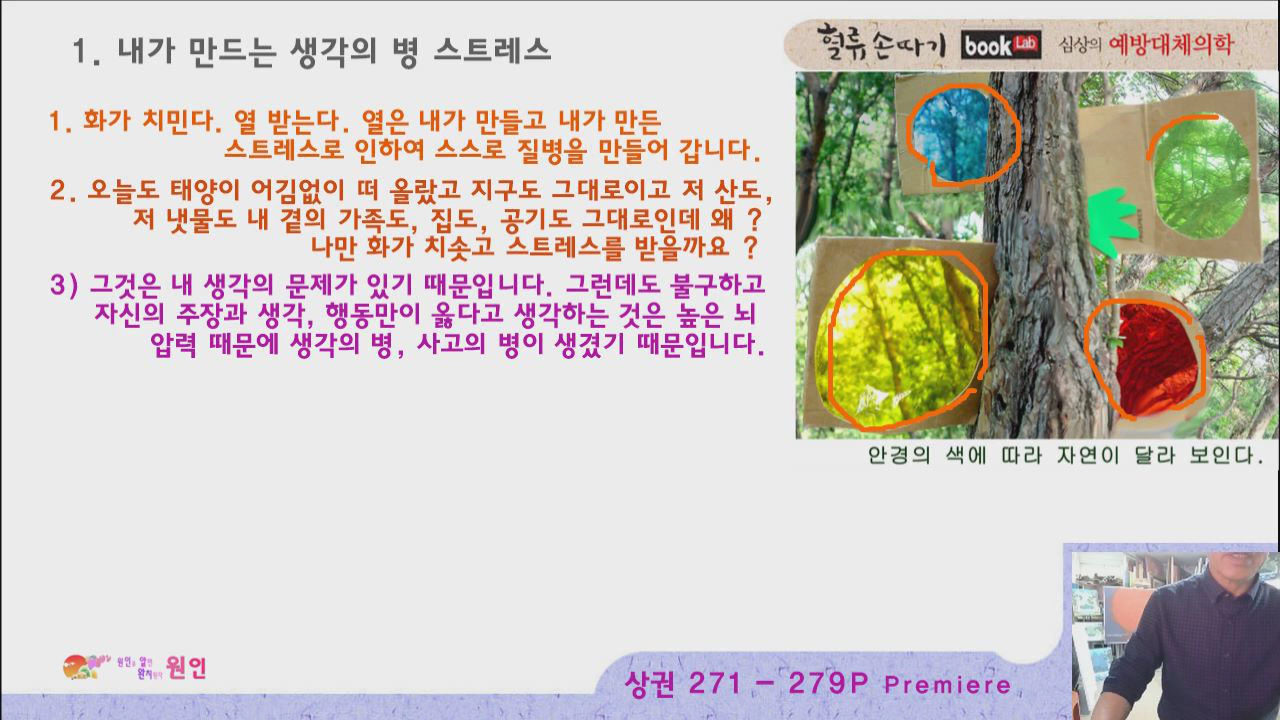 1. 내가 만드는 생각의 병 스트레스
혈류 손따기 book Lab 심상의 예방대체의학
1. 화가 치민다. 열 받는다. 열은 내가 만들고 내가 만든
스트레스로 인하여 스스로 질병을 만들어 갑니다.
2. 오늘도 태양이 어김없이 떠 올랐고 지구도 그대로이고 저 산도,
저 냇물도 내 곁의 가족도, 집도, 공기도 그대로인데 왜 ?
나만 화가 치솟고 스트레스를 받을까요 ?
3) 그것은 내 생각의 문제가 있기 때문입니다. 그런데도 불구하고
자신의 주장과 생각, 행동만이 옳다고 생각하는 것은 높은 뇌
압력 때문에 생각의 병, 사고의 병이 생겼기 때문입니다.
안경의 색에 따라 자연이 달라 보인다.
원인을 알면
완치 원인
상권 271 - 279P Premiere